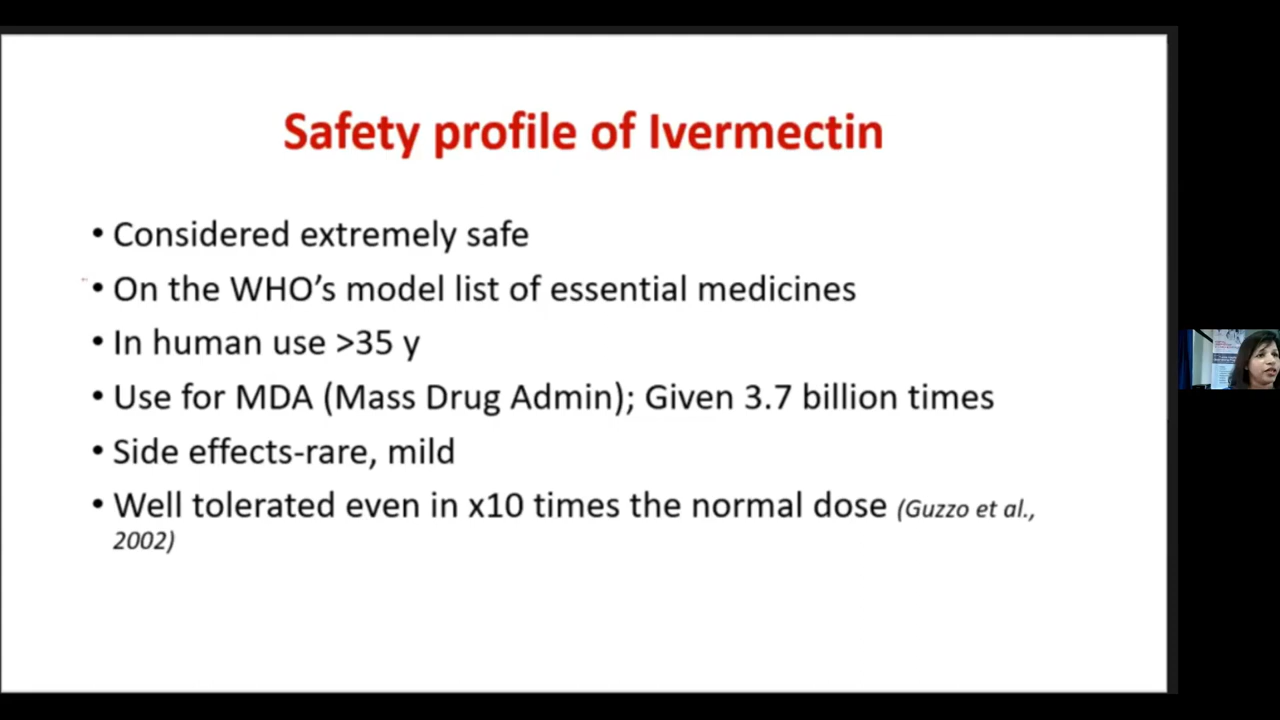 Safety profile of Ivermectin
• Considered extremely safe
• On the WHO’s model list of essential medicines
• In human use >35 y
• Use for MDA (Mass Drug Admin); Given 3.7 billion times
• Side effects-rare, mild
• Well tolerated even in x10 times the normal dose (Guzzo et al.,
2002)